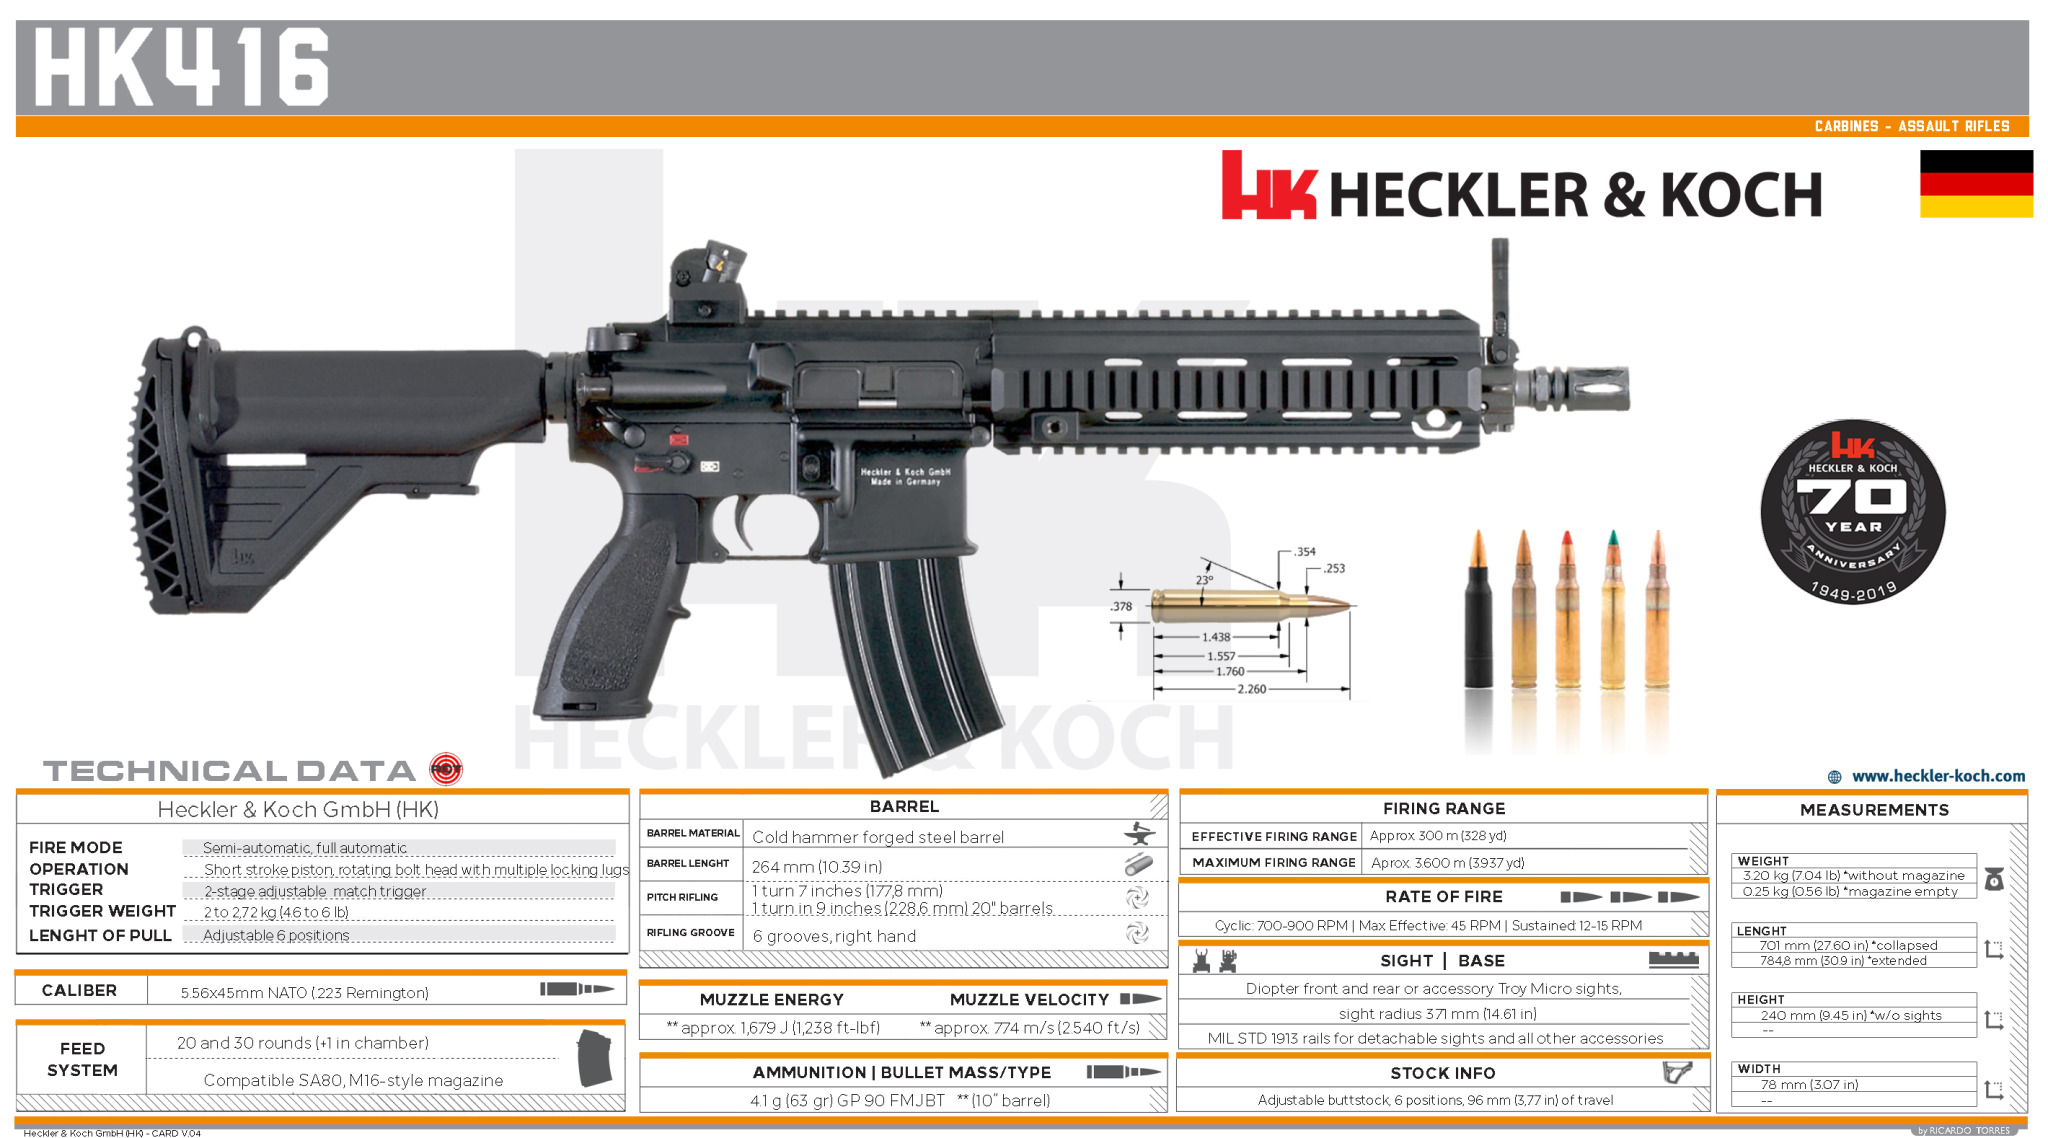 HK416
CARBINES - ASSAULT RIFLES
HK HECKLER & KOCH
Heckler & Koch GmbH
Made in Germany
HK
HECKLER & KOCH
70
YEAR
ANNIVERSARY
1949-2019
.354
.253
23°
.378
1.438
1.557
1.760
2.260
HECKLER & KOCH
TECHNICAL DATA
www.heckler-koch.com
Heckler & Koch GmbH (HK)
FIRE MODE Semi-automatic, full automatic
OPERATION Short stroke piston, rotating bolt head with multiple locking lugs
TRIGGER 2-stage adjustable match trigger
TRIGGER WEIGHT 2 to 2,72 kg (4.6 to 6 lb)
LENGHT OF PULL Adjustable 6 positions
CALIBER 5.56x45mm NATO (.223 Remington)
FEED SYSTEM
20 and 30 rounds (+1 in chamber)
Compatible SA80, M16-style magazine
BARREL
BARREL MATERIAL Cold hammer forged steel barrel
BARREL LENGHT 264 mm (10.39 in)
PITCH RIFLING 1 turn 7 inches (177,8 mm)
1 turn in 9 inches (228,6 mm) 20" barrels
RIFLING GROOVE 6 grooves, right hand
MUZZLE ENERGY MUZZLE VELOCITY
** approx. 1,679 J (1,238 ft-lbf) ** approx. 774 m/s (2.540 ft/s)
AMMUNITION | BULLET MASS/TYPE
4.1 g (63 gr) GP 90 FMJBT ** (10" barrel)
FIRING RANGE
EFFECTIVE FIRING RANGE Approx 300 m (328 yd)
MAXIMUM FIRING RANGE Aprox. 3.600 m (3.937 yd)
RATE OF FIRE
Cyclic: 700-900 RPM | Max Effective: 45 RPM | Sustained: 12-15 RPM
SIGHT | BASE
Diopter front and rear or accessory Troy Micro sights,
sight radius 371 mm (14.61 in)
MIL STD 1913 rails for detachable sights and all other accessories
STOCK INFO
Adjustable buttstock, 6 positions, 96 mm (3,77 in) of travel
MEASUREMENTS
WEIGHT
3.20 kg (7.04 lb) *without magazine
0.25 kg (0.56 lb) *magazine empty
LENGHT
701 mm (27.60 in) *collapsed
784,8 mm (30.9 in) *extended
HEIGHT
240 mm (9.45 in) *w/o sights
--
WIDTH
78 mm (3.07 in)
--
Heckler & Koch GmbH (HK) - CARD V.04
by RICARDO TORRES